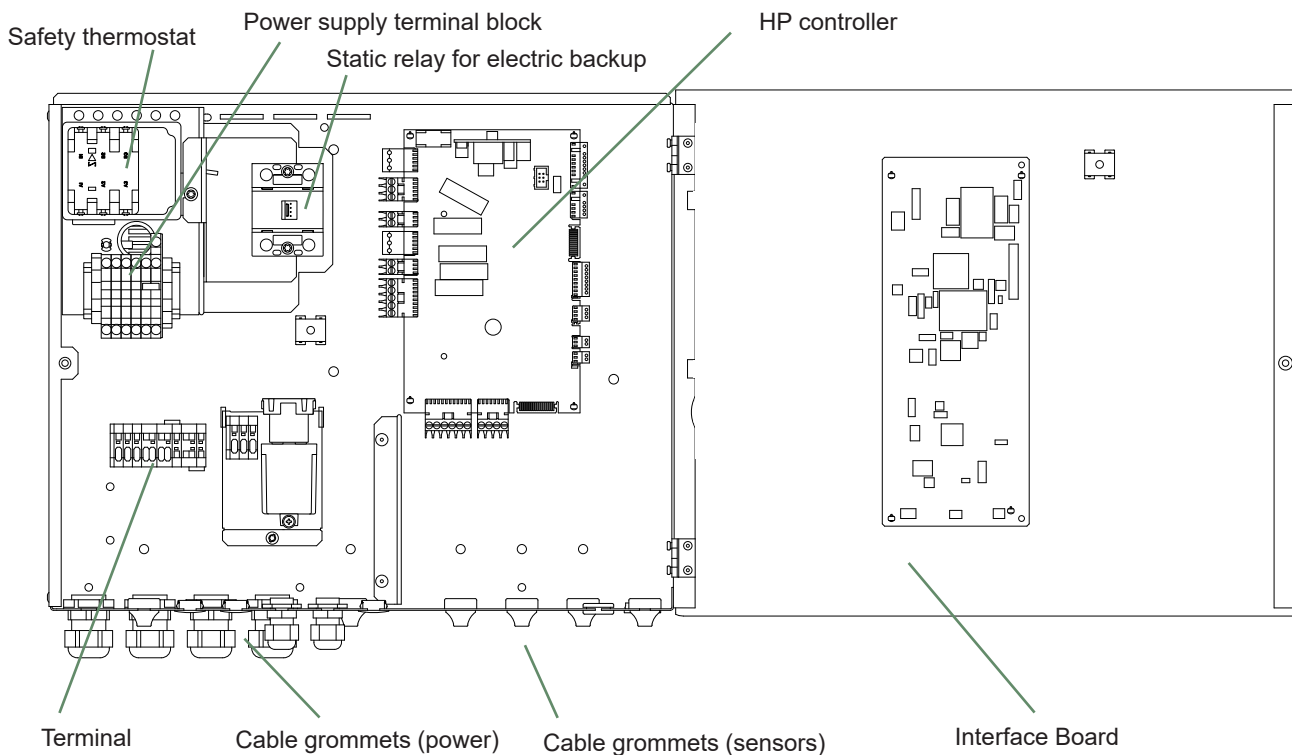 Power supply terminal block
HP controller
Safety thermostat
Static relay for electric backup
Terminal
Cable grommets (power)
Cable grommets (sensors)
Interface Board